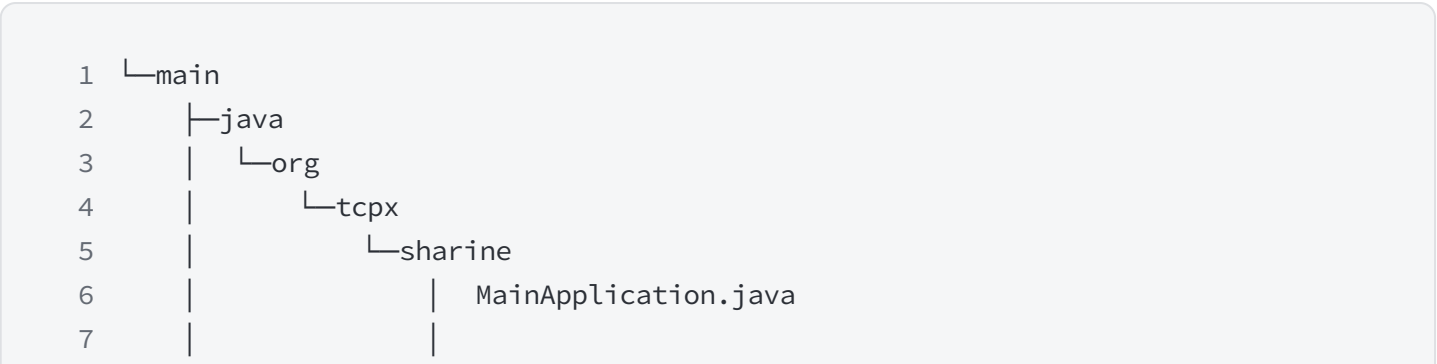 1 └─main
2     ├─java
3     │  └─org
4     │      └─tcpx
5     │          └─sharine
6     │              │  MainApplication.java
7     │              │